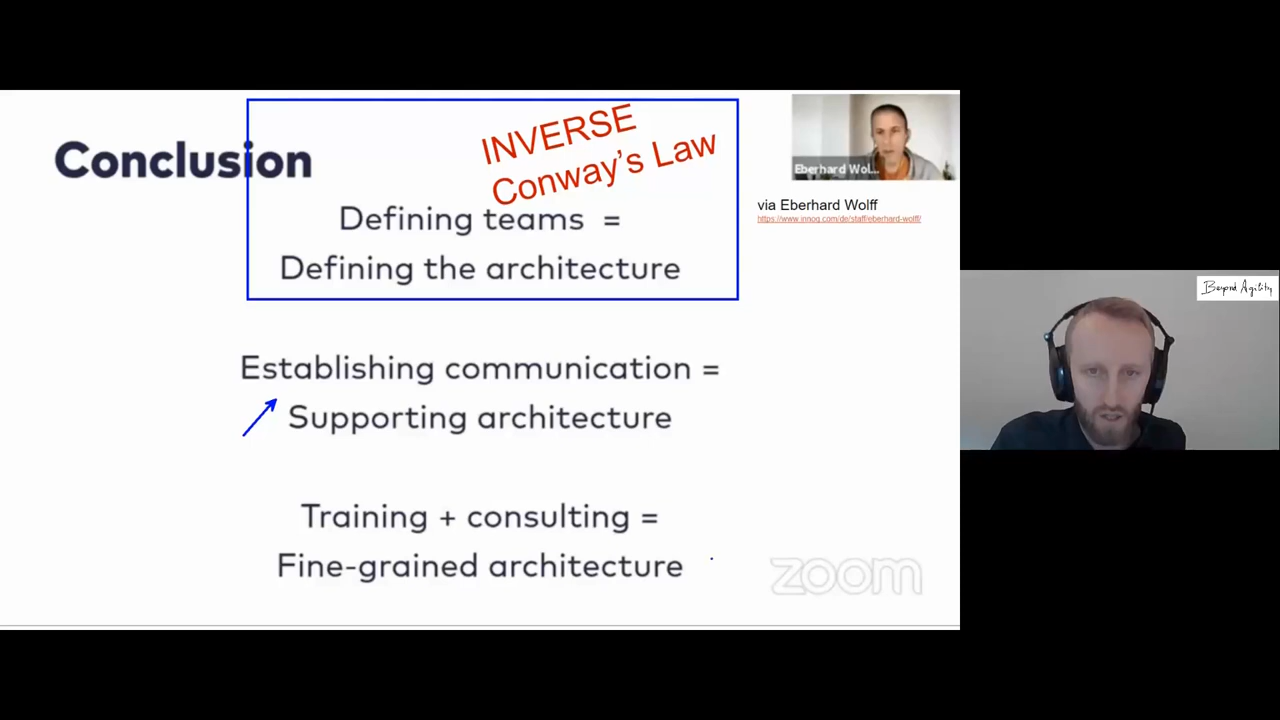 Conclusion
INVERSE
Conway's Law
Defining teams =
Defining the architecture
Establishing communication =
Supporting architecture
Training + consulting =
Fine-grained architecture
Eberhard Wol...
via Eberhard Wolff
https://www.innoq.com/de/staff/eberhard-wolff/
zoom
Beyond Agility